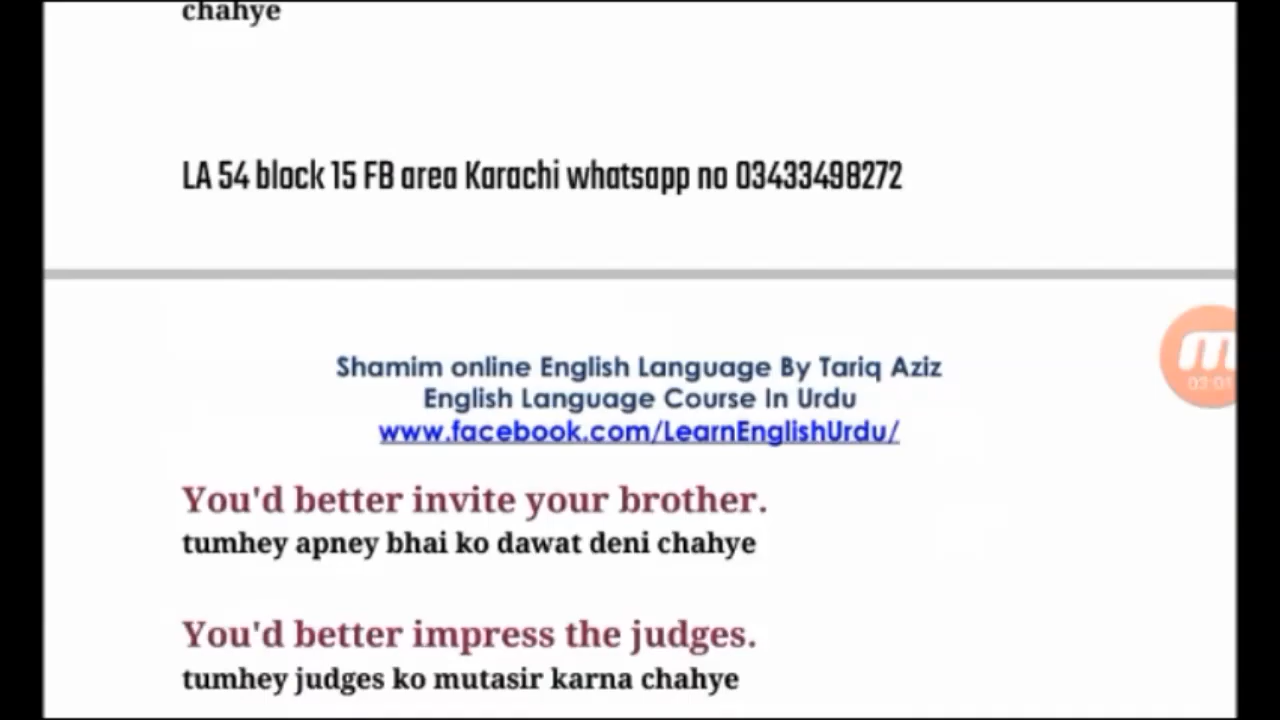 chahye
LA 54 block 15 FB area Karachi whatsapp no 03433498272
Shamim online English Language By Tariq Aziz
English Language Course In Urdu
www.facebook.com/LearnEnglishUrdu/
You'd better invite your brother.
tumhey apney bhai ko dawat deni chahye
You'd better impress the judges.
tumhey judges ko mutasir karna chahye